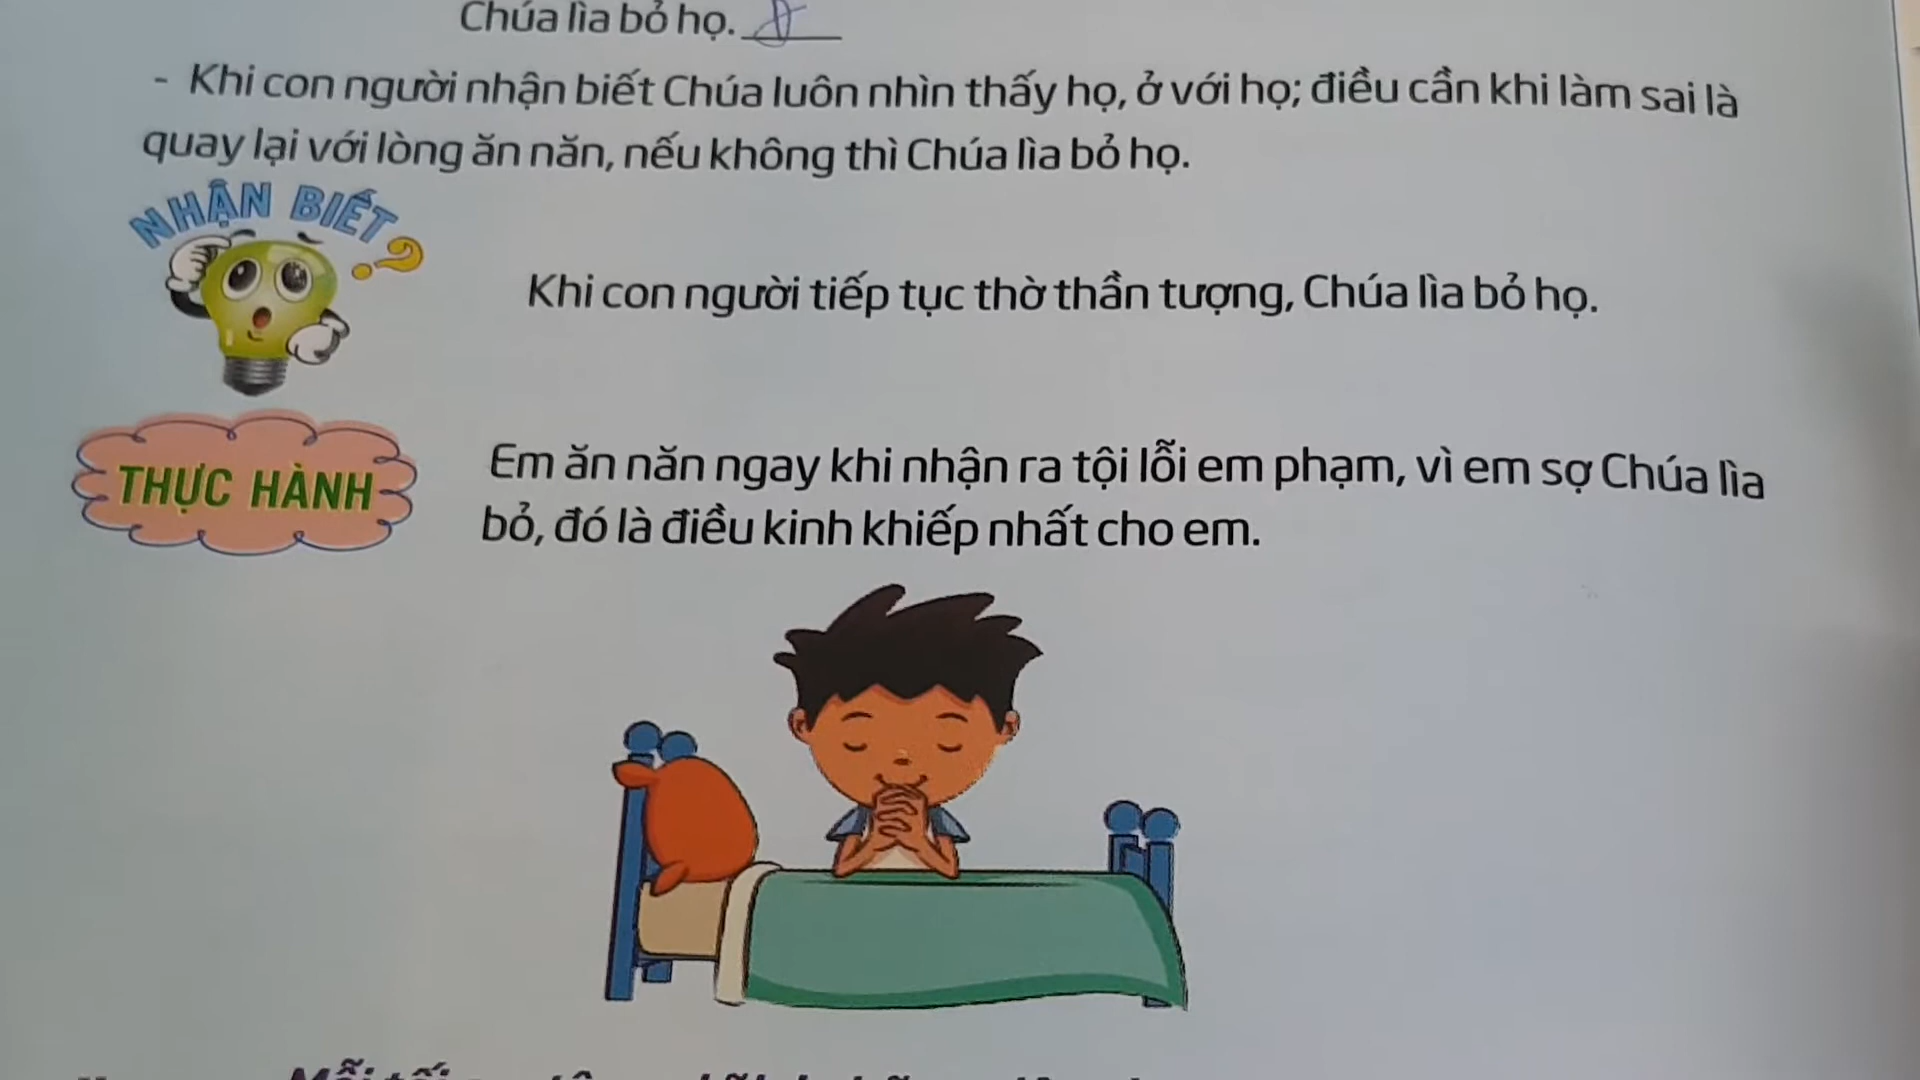 Chúa lìa bỏ họ.
- Khi con người nhận biết Chúa luôn nhìn thấy họ, ở với họ; điều cần khi làm sai là
quay lại với lòng ăn năn, nếu không thì Chúa lìa bỏ họ.
NHẬN BIẾT?
Khi con người tiếp tục thờ thần tượng, Chúa lìa bỏ họ.
THỰC HÀNH
Em ăn năn ngay khi nhận ra tội lỗi em phạm, vì em sợ Chúa lìa
bỏ, đó là điều kinh khiếp nhất cho em.
Mỗi tối